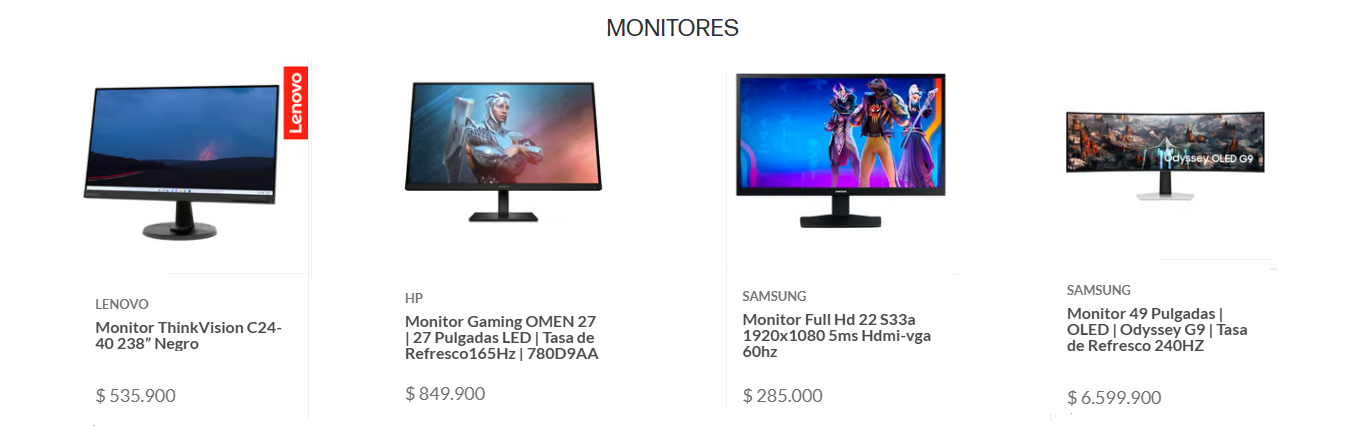 MONITORES
Lenovo
Odyssey OLED G9
LENOVO
Monitor ThinkVision C24-
40 238” Negro
$ 535.900
HP
Monitor Gaming OMEN 27
| 27 Pulgadas LED | Tasa de
Refresco165Hz | 780D9AA
$ 849.900
SAMSUNG
Monitor Full Hd 22 S33a
1920x1080 5ms Hdmi-vga
60hz
$ 285.000
SAMSUNG
Monitor 49 Pulgadas |
OLED | Odyssey G9 | Tasa
de Refresco 240HZ
$ 6.599.900